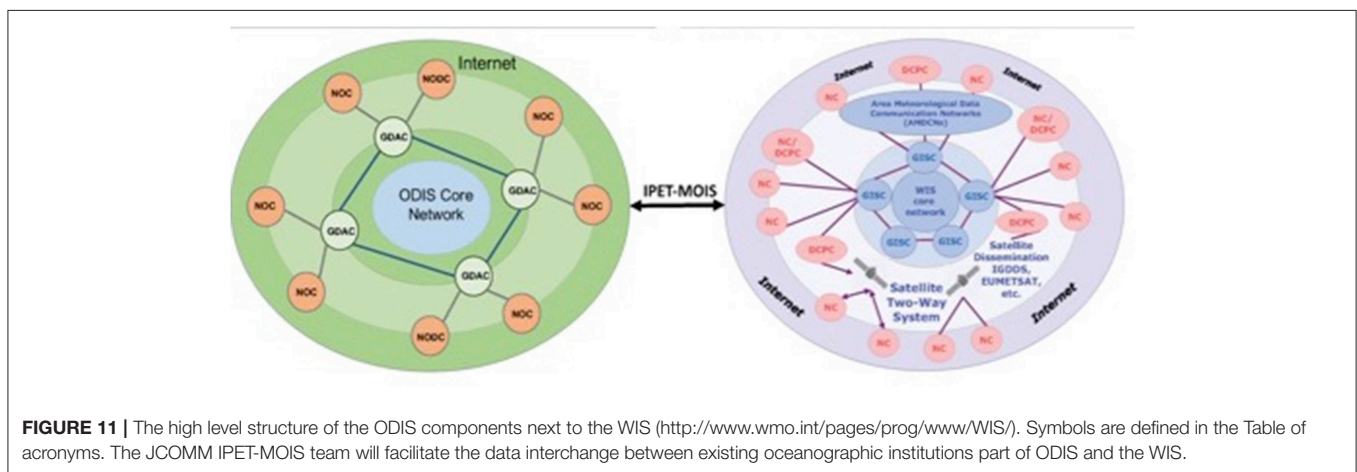 Internet
NODC
NOC
NOC
GDAC
GDAC
NOC
ODIS Core
Network
NOC
GDAC
GDAC
NOC
NOC
NODC
IPET-MOIS
Internet
DCPC
Internet
NC
NC
Area Meteorological Data
Communication Networks
(AMDCNs)
NC/
DCPC
NC/
DCPC
GISC
NC
NC
GISC
WIS
core
network
GISC
NC
DCPC
NC
DCPC
GISC
GISC
Satellite
Dissemination
IGDDS,
EUMETSAT,
etc.
Satellite
Two-Way
System
Internet
Internet
NC
NC
NC
NC
FIGURE 11 | The high level structure of the ODIS components next to the WIS (http://www.wmo.int/pages/prog/www/WIS/). Symbols are defined in the Table of
acronyms. The JCOMM IPET-MOIS team will facilitate the data interchange between existing oceanographic institutions part of ODIS and the WIS.